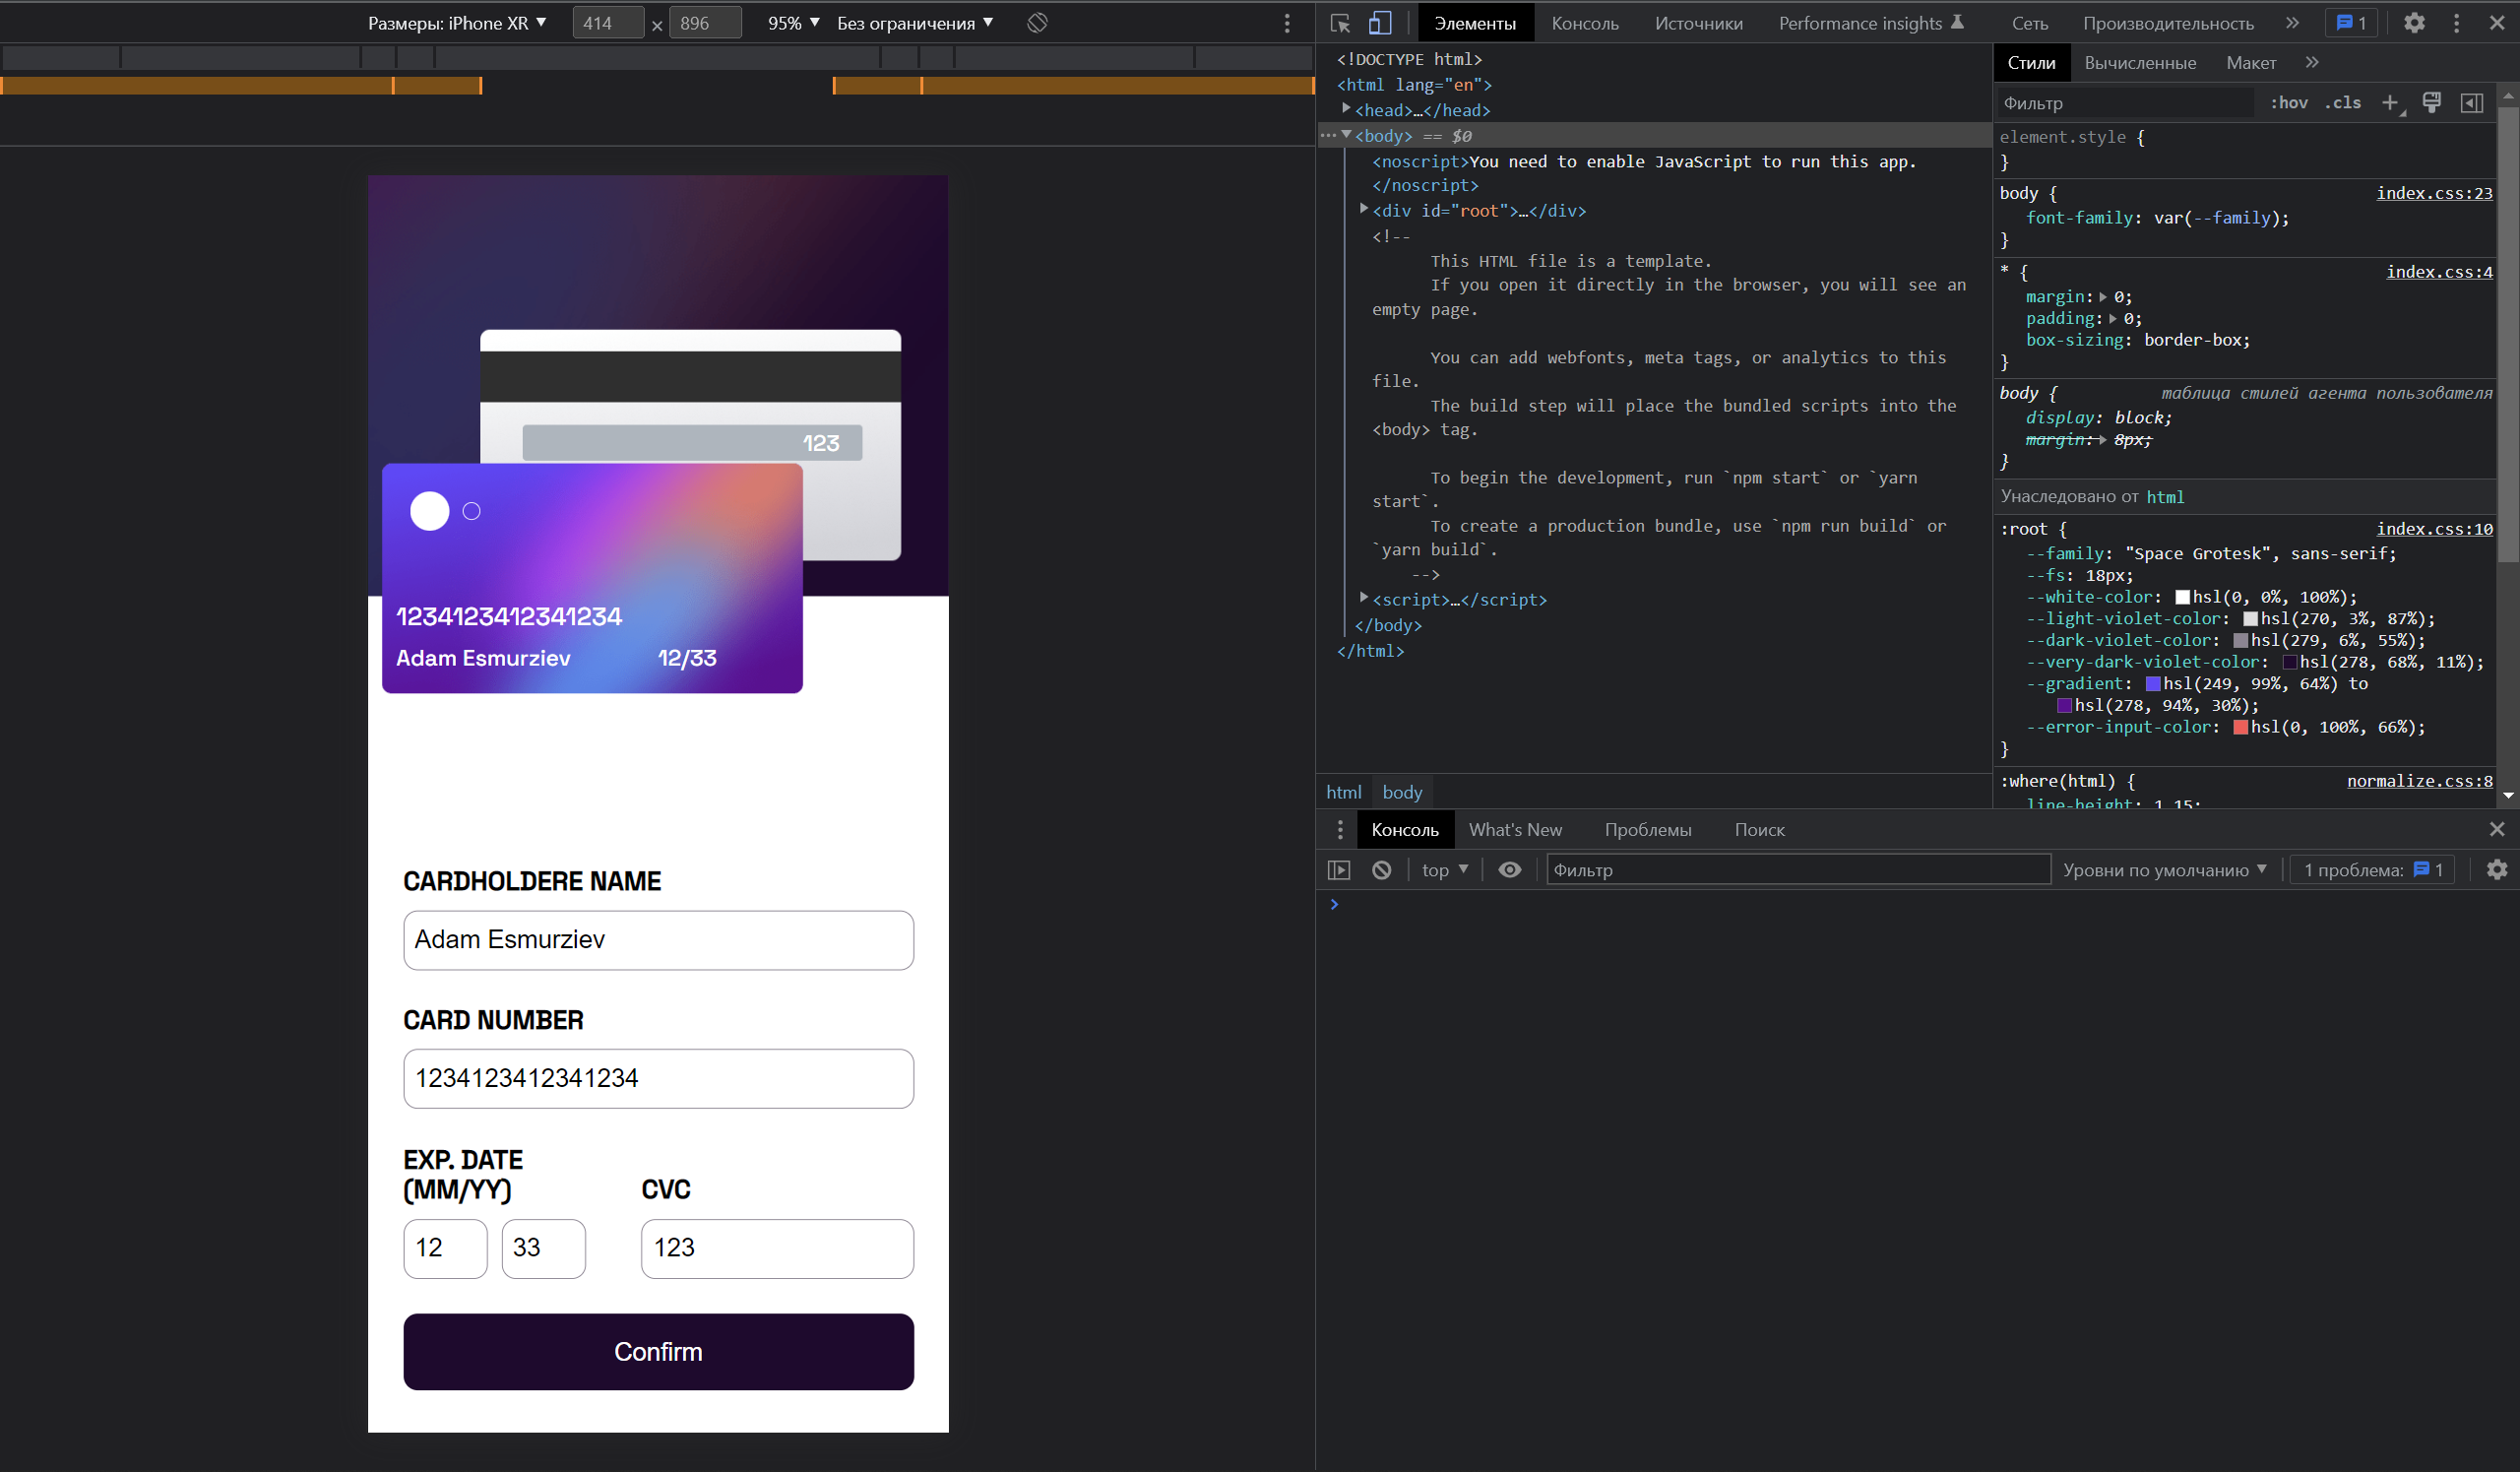 Размеры: iPhone XR ▼ 414 × 896 95% ▼ Без ограничения ▼
123
1234123412341234
Adam Esmurziev 12/33
CARDHOLDERE NAME
Adam Esmurziev
CARD NUMBER
1234123412341234
EXP. DATE
(MM/YY)
CVC
12 33 123
Confirm
Элементы Консоль Источники Performance insights Сеть Производительность » 1
<!DOCTYPE html>
<html lang="en">
<head>…</head>
<body> == $0
<noscript>You need to enable JavaScript to run this app.
</noscript>
<div id="root">…</div>
<!--
This HTML file is a template.
If you open it directly in the browser, you will see an
empty page.
You can add webfonts, meta tags, or analytics to this
file.
The build step will place the bundled scripts into the
<body> tag.
To begin the development, run `npm start` or `yarn
start`.
To create a production bundle, use `npm run build` or
`yarn build`.
-->
<script>…</script>
</body>
</html>
html body
Стили Вычисленные Макет »
Фильтр :hov .cls
element.style {
}
body { index.css:23
font-family: var(--family);
}
* { index.css:4
margin: 0;
padding: 0;
box-sizing: border-box;
}
body { таблица стилей агента пользователя
display: block;
margin: 8px;
}
Унаследовано от html
:root { index.css:10
--family: "Space Grotesk", sans-serif;
--fs: 18px;
--white-color: hsl(0, 0%, 100%);
--light-violet-color: hsl(270, 3%, 87%);
--dark-violet-color: hsl(279, 6%, 55%);
--very-dark-violet-color: hsl(278, 68%, 11%);
--gradient: hsl(249, 99%, 64%) to
hsl(278, 94%, 30%);
--error-input-color: hsl(0, 100%, 66%);
}
:where(html) { normalize.css:8
line-height: 1.15;
Консоль What's New Проблемы Поиск
top ▼ Фильтр Уровни по умолчанию ▼ 1 проблема: 1
>